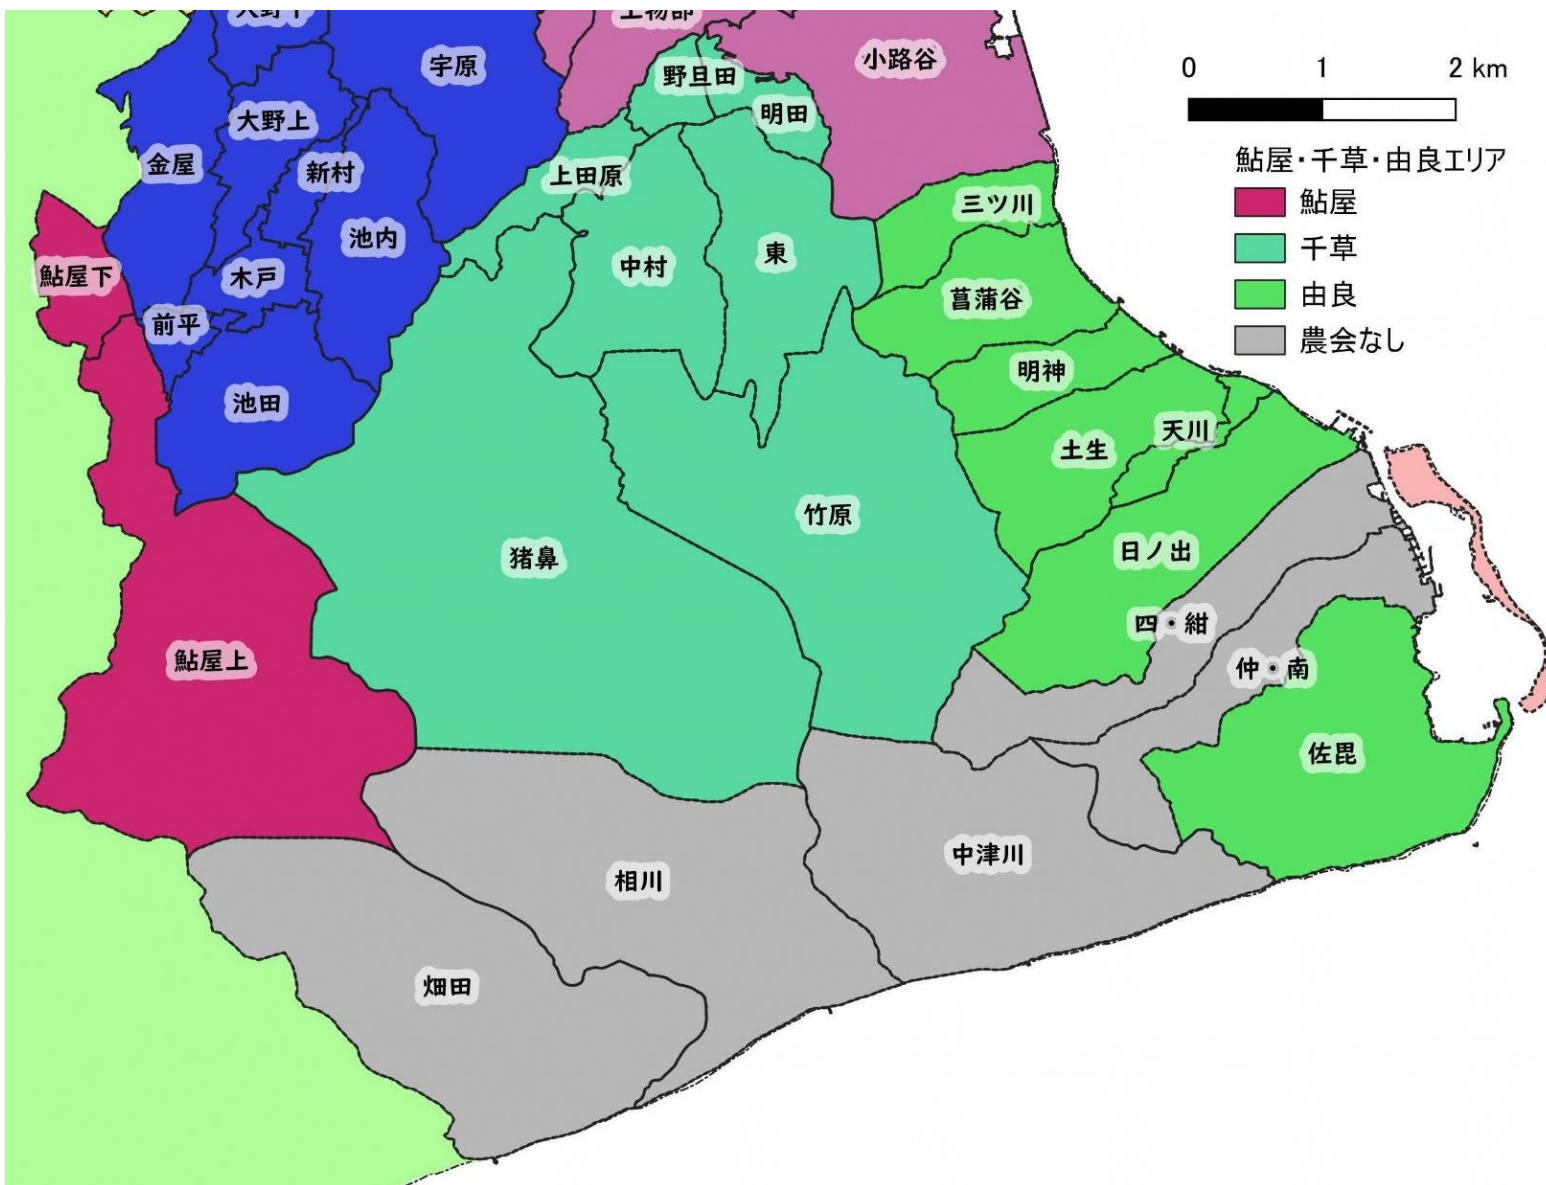 宇原
小路谷
野旦田
明田
大野上
金屋
新村
上田原
三ツ川
池内
中村
東
鮎屋下
木戸
前平
菖蒲谷
明神
池田
土生
天川
竹原
猪鼻
日ノ出
四・紺
鮎屋上
仲・南
佐毘
中津川
相川
畑田
0 1 2 km
鮎屋・千草・由良エリア
鮎屋
千草
由良
農会なし